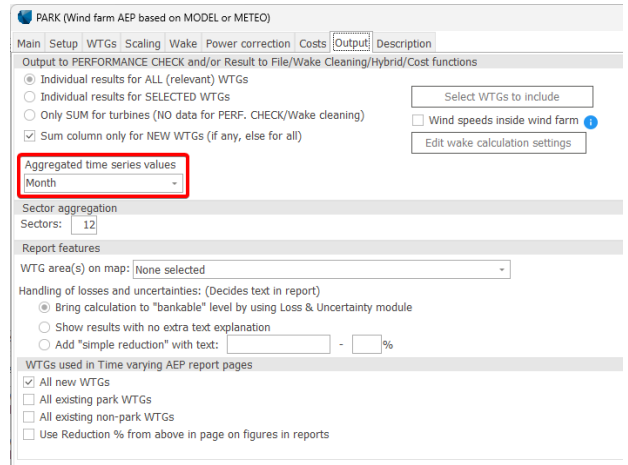 PARK (Wind farm AEP based on MODEL or METEO)
Main Setup WTGs Scaling Wake Power correction Costs Output Description
Output to PERFORMANCE CHECK and/or Result to File/Wake Cleaning/Hybrid/Cost functions
Individual results for ALL (relevant) WTGs
Individual results for SELECTED WTGs
Select WTGs to include
Only SUM for turbines (NO data for PERF. CHECK/Wake cleaning)
Wind speeds inside wind farm i
Sum column only for NEW WTGs (if any, else for all)
Edit wake calculation settings
Aggregated time series values
Month
Sector aggregation
Sectors: 12
Report features
WTG area(s) on map: None selected
Handling of losses and uncertainties: (Decides text in report)
Bring calculation to "bankable" level by using Loss & Uncertainty module
Show results with no extra text explanation
Add "simple reduction" with text: - %
WTGs used in Time varying AEP report pages
All new WTGs
All existing park WTGs
All existing non-park WTGs
Use Reduction % from above in page on figures in reports